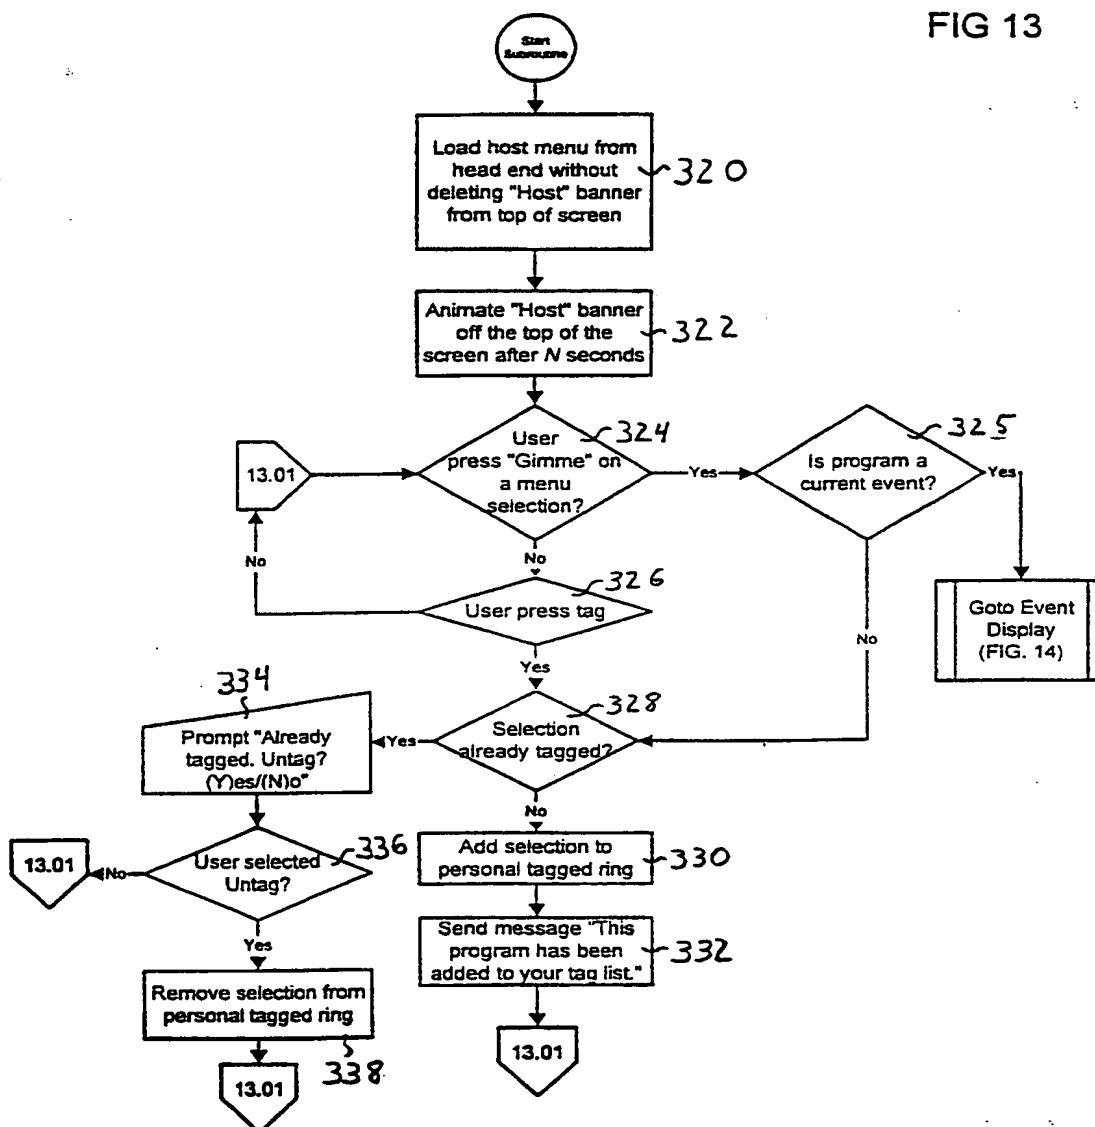 FIG 13
Start
Subroutine
Load host menu from
head end without
deleting "Host" banner
from top of screen
320
Animate "Host" banner
off the top of the
screen after N seconds
322
User
press "Gimme" on
a menu
selection?
324
Yes
Is program a
current event?
325
Yes
13.01
No
No
User press tag
326
Goto Event
Display
(FIG. 14)
No
Yes
334
Prompt "Already
tagged. Untag?
(Y)es/(N)o"
Yes
Selection
already tagged?
328
No
13.01
No
User selected
Untag?
336
Add selection to
personal tagged ring
330
Yes
Send message "This
program has been
added to your tag list."
332
Remove selection from
personal tagged ring
338
13.01
13.01